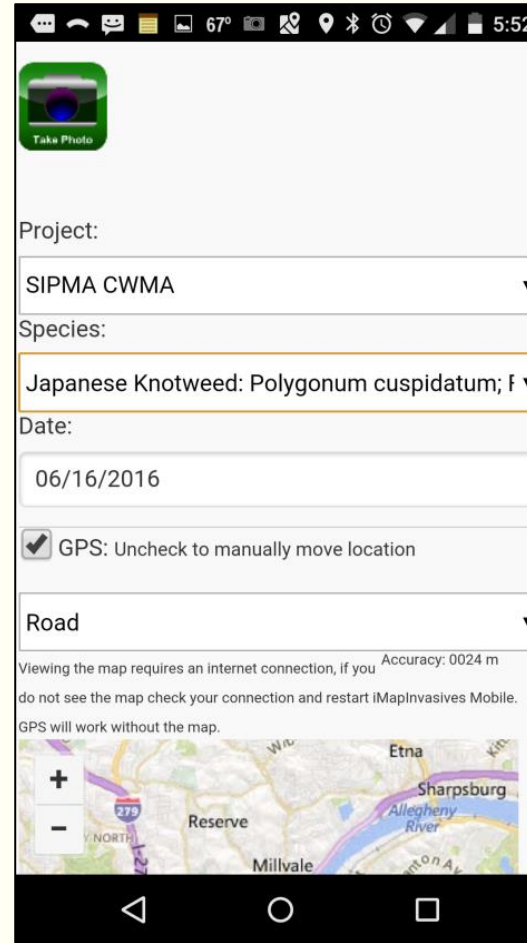 67° 5:52
Take Photo
Project:
SIPMA CWMA
Species:
Japanese Knotweed: Polygonum cuspidatum; F
Date:
06/16/2016
GPS: Uncheck to manually move location
Road
Viewing the map requires an internet connection, if you Accuracy: 0024 m
do not see the map check your connection and restart iMapInvasives Mobile.
GPS will work without the map.
Etna
+
Sharpsburg
279
Allegheny
River
Reserve
−
NORTH
Millvale